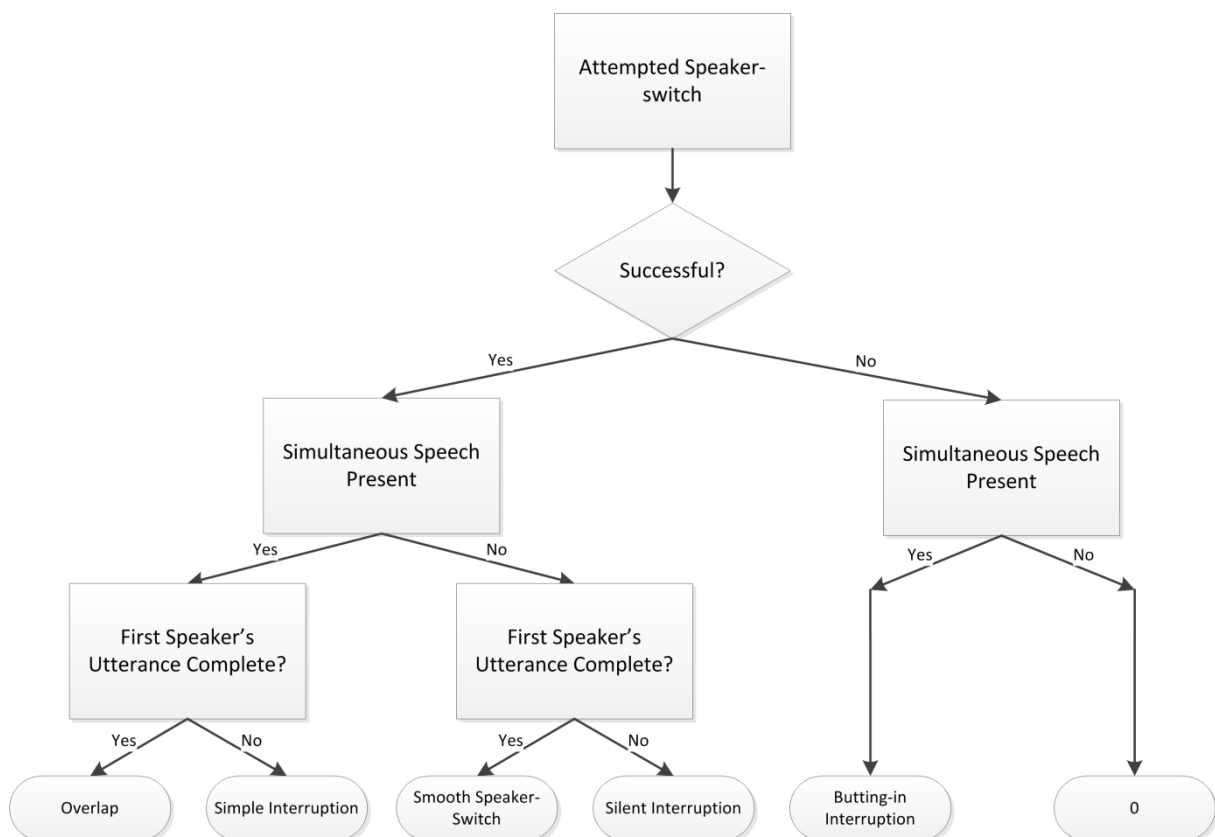 Attempted Speaker-
switch
Successful?
Yes
No
Simultaneous Speech
Present
Simultaneous Speech
Present
Yes
No
Yes
No
First Speaker’s
Utterance Complete?
First Speaker’s
Utterance Complete?
Yes
No
Yes
No
Overlap
Simple Interruption
Smooth Speaker-
Switch
Silent Interruption
Butting-in
Interruption
0